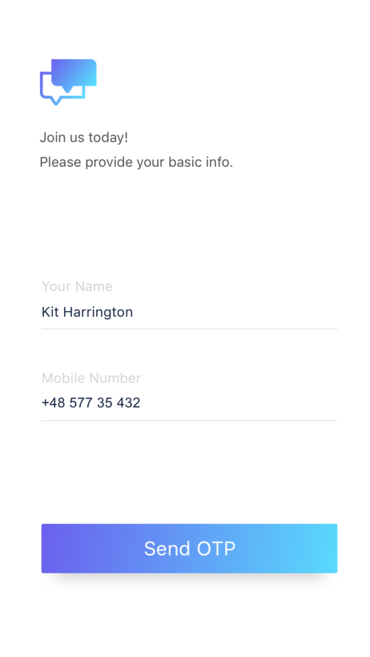 Join us today!
Please provide your basic info.
Your Name
Kit Harrington
Mobile Number
+48 577 35 432
Send OTP